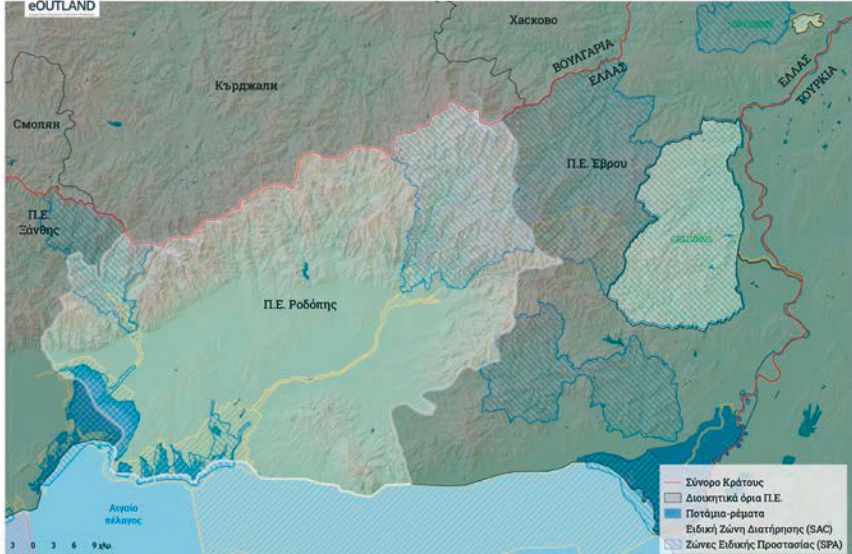 eOUTLAND
Хасково
ΒΟΥΛΓΑΡΙΑ
ΕΛΛΑΣ
ΕΛΛΑΣ
ΤΟΥΡΚΙΑ
Кърджали
Смолян
Π.Ε. Έβρου
Π.Ε.
Ξάνθης
Π.Ε. Ροδόπης
Αιγαίο
πέλαγος
3 0 3 6 9 χλμ.
Σύνορο Κράτους
Διοικητικά όρια Π.Ε.
Ποτάμια-ρέματα
Ειδική Ζώνη Διατήρησης (SAC)
Ζώνες Ειδικής Προστασίας (SPA)